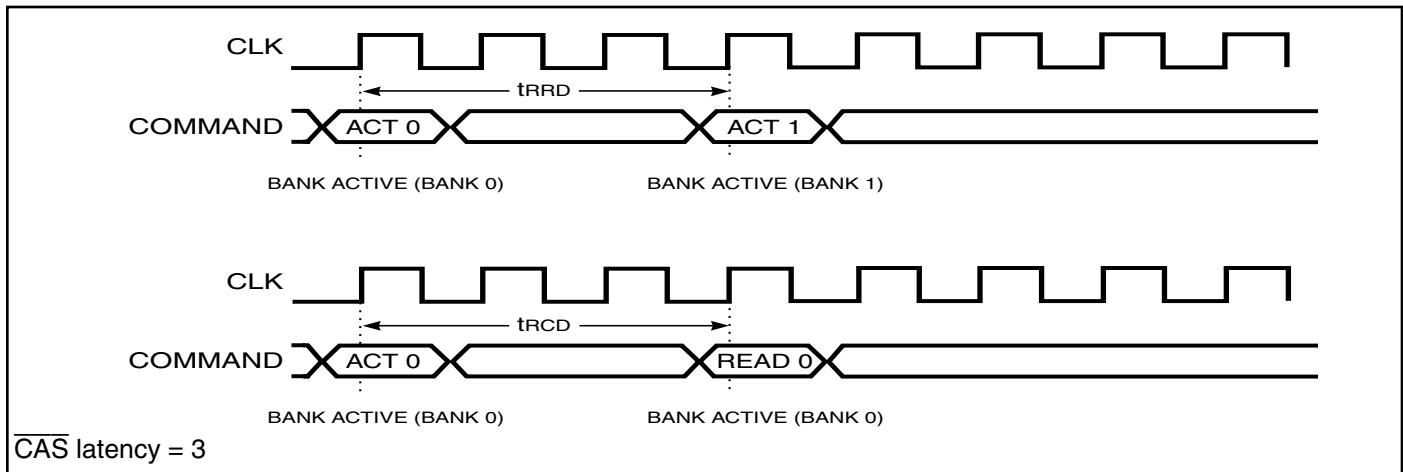 CLK
tRRD
COMMAND ACT 0 ACT 1
BANK ACTIVE (BANK 0) BANK ACTIVE (BANK 1)
CLK
tRCD
COMMAND ACT 0 READ 0
BANK ACTIVE (BANK 0) BANK ACTIVE (BANK 0)
C̅A̅S̅ latency = 3